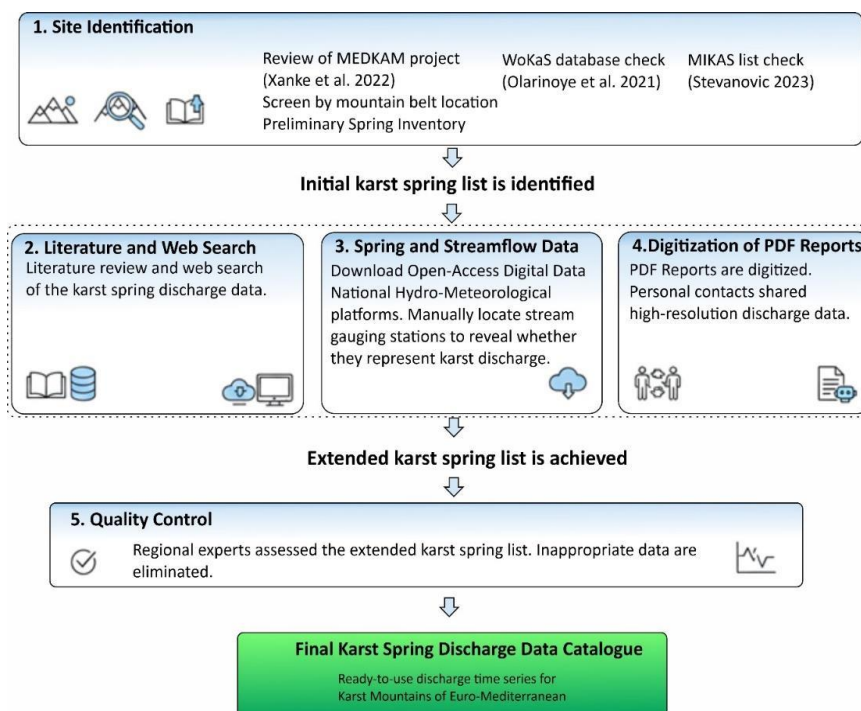 1. Site Identification
Review of MEDKAM project
(Xanke et al. 2022)
Screen by mountain belt location
Preliminary Spring Inventory
WoKaS database check
(Olarinoye et al. 2021)
MIKAS list check
(Stevanovic 2023)
Initial karst spring list is identified
2. Literature and Web Search
Literature review and web search
of the karst spring discharge data.
3. Spring and Streamflow Data
Download Open-Access Digital Data
National Hydro-Meteorological
platforms. Manually locate stream
gauging stations to reveal whether
they represent karst discharge.
4.Digitization of PDF Reports
PDF Reports are digitized.
Personal contacts shared
high-resolution discharge data.
Extended karst spring list is achieved
5. Quality Control
Regional experts assessed the extended karst spring list. Inappropriate data are
eliminated.
Final Karst Spring Discharge Data Catalogue
Ready-to-use discharge time series for
Karst Mountains of Euro-Mediterranean